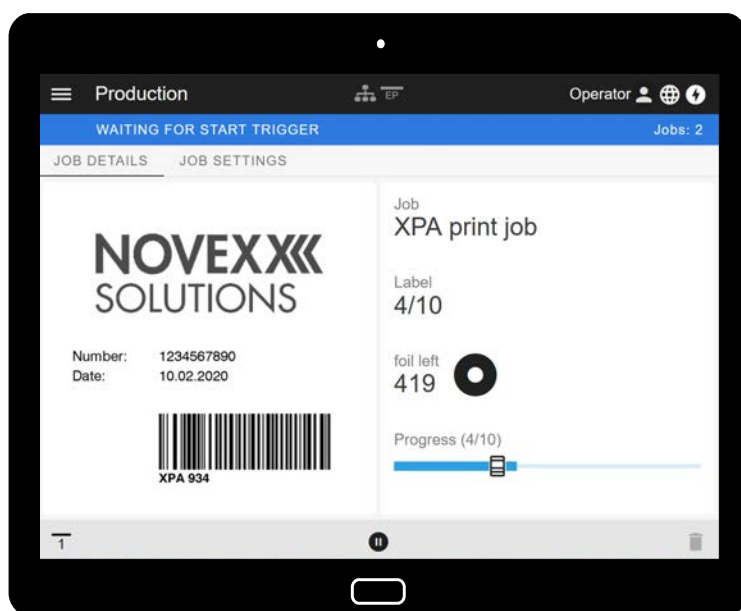 Production
EP
Operator
WAITING FOR START TRIGGER
Jobs: 2
JOB DETAILS
JOB SETTINGS
NOVEXX
SOLUTIONS
Number: 1234567890
Date: 10.02.2020
XPA 934
Job
XPA print job
Label
4/10
foil left
419
Progress (4/10)
1